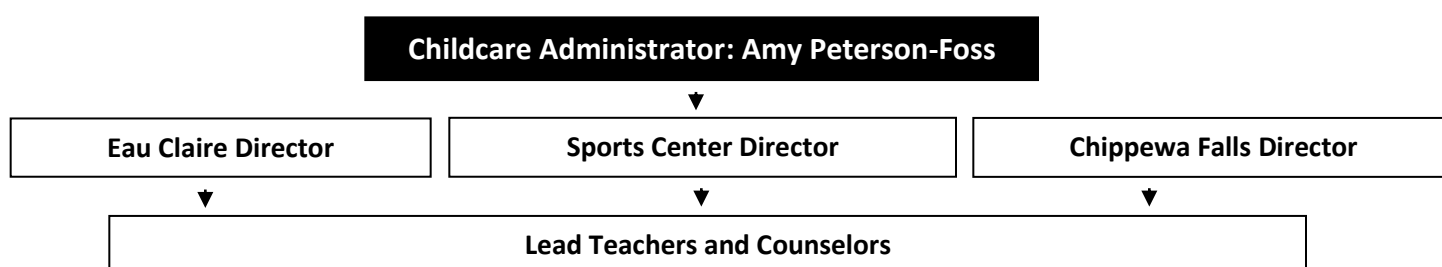 Childcare Administrator: Amy Peterson-Foss
Eau Claire Director
Sports Center Director
Chippewa Falls Director
Lead Teachers and Counselors